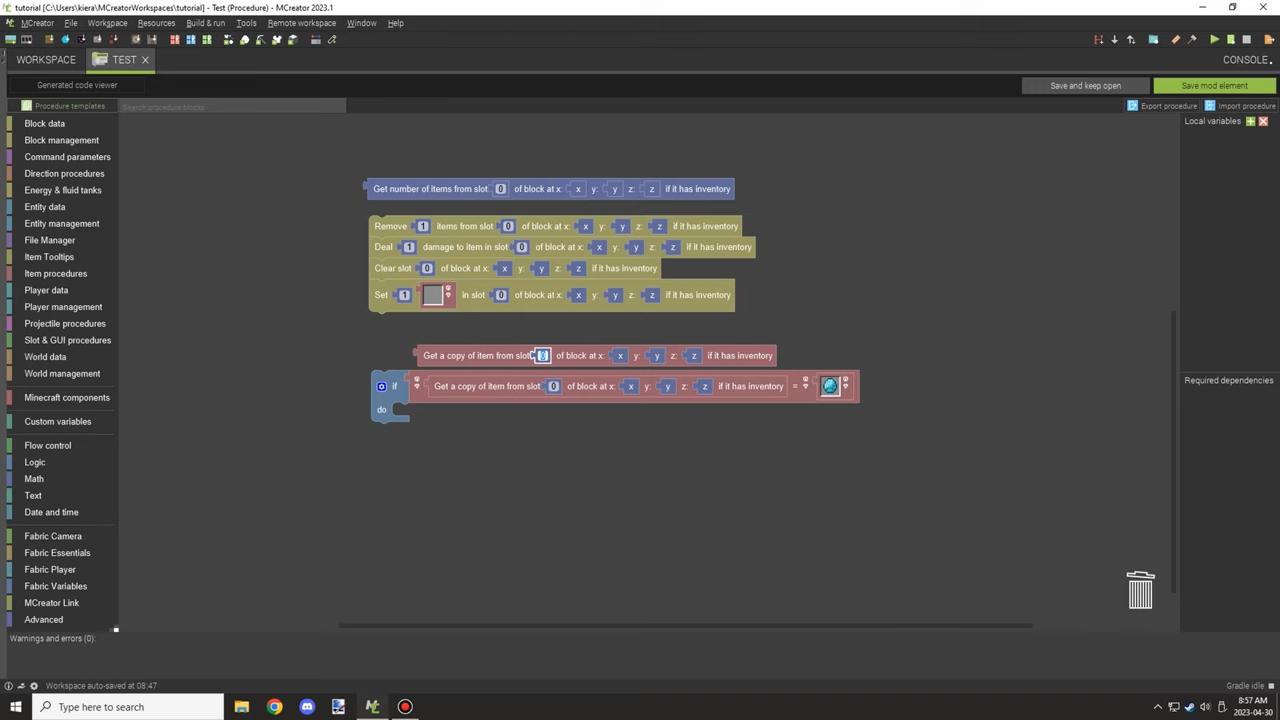 tutorial [C:\Users\kiera\MCreatorWorkspaces\tutorial] - Test (Procedure) - MCreator 2023.1
MCreator File Workspace Resources Build & run Tools Remote workspace Window Help
WORKSPACE TEST CONSOLE
Generated code viewer Save and keep open Save mod element
Procedure templates Search procedure blocks Export procedure Import procedure
Block data
Block management
Command parameters
Direction procedures
Energy & fluid tanks
Entity data
Entity management
File Manager
Item Tooltips
Item procedures
Player data
Player management
Projectile procedures
Slot & GUI procedures
World data
World management
Minecraft components
Custom variables
Flow control
Logic
Math
Text
Date and time
Fabric Camera
Fabric Essentials
Fabric Player
Fabric Variables
MCreator Link
Advanced
Get number of items from slot 0 of block at x: x y: y z: z if it has inventory
Remove 1 items from slot 0 of block at x: x y: y z: z if it has inventory
Deal 1 damage to item in slot 0 of block at x: x y: y z: z if it has inventory
Clear slot 0 of block at x: x y: y z: z if it has inventory
Set 1 in slot 0 of block at x: x y: y z: z if it has inventory
Get a copy of item from slot 0 of block at x: x y: y z: z if it has inventory
if Get a copy of item from slot 0 of block at x: x y: y z: z if it has inventory =
do
Local variables
Required dependencies
Warnings and errors (0):
Workspace auto-saved at 08:47 Gradle idle
Type here to search
8:57 AM
2023-04-30